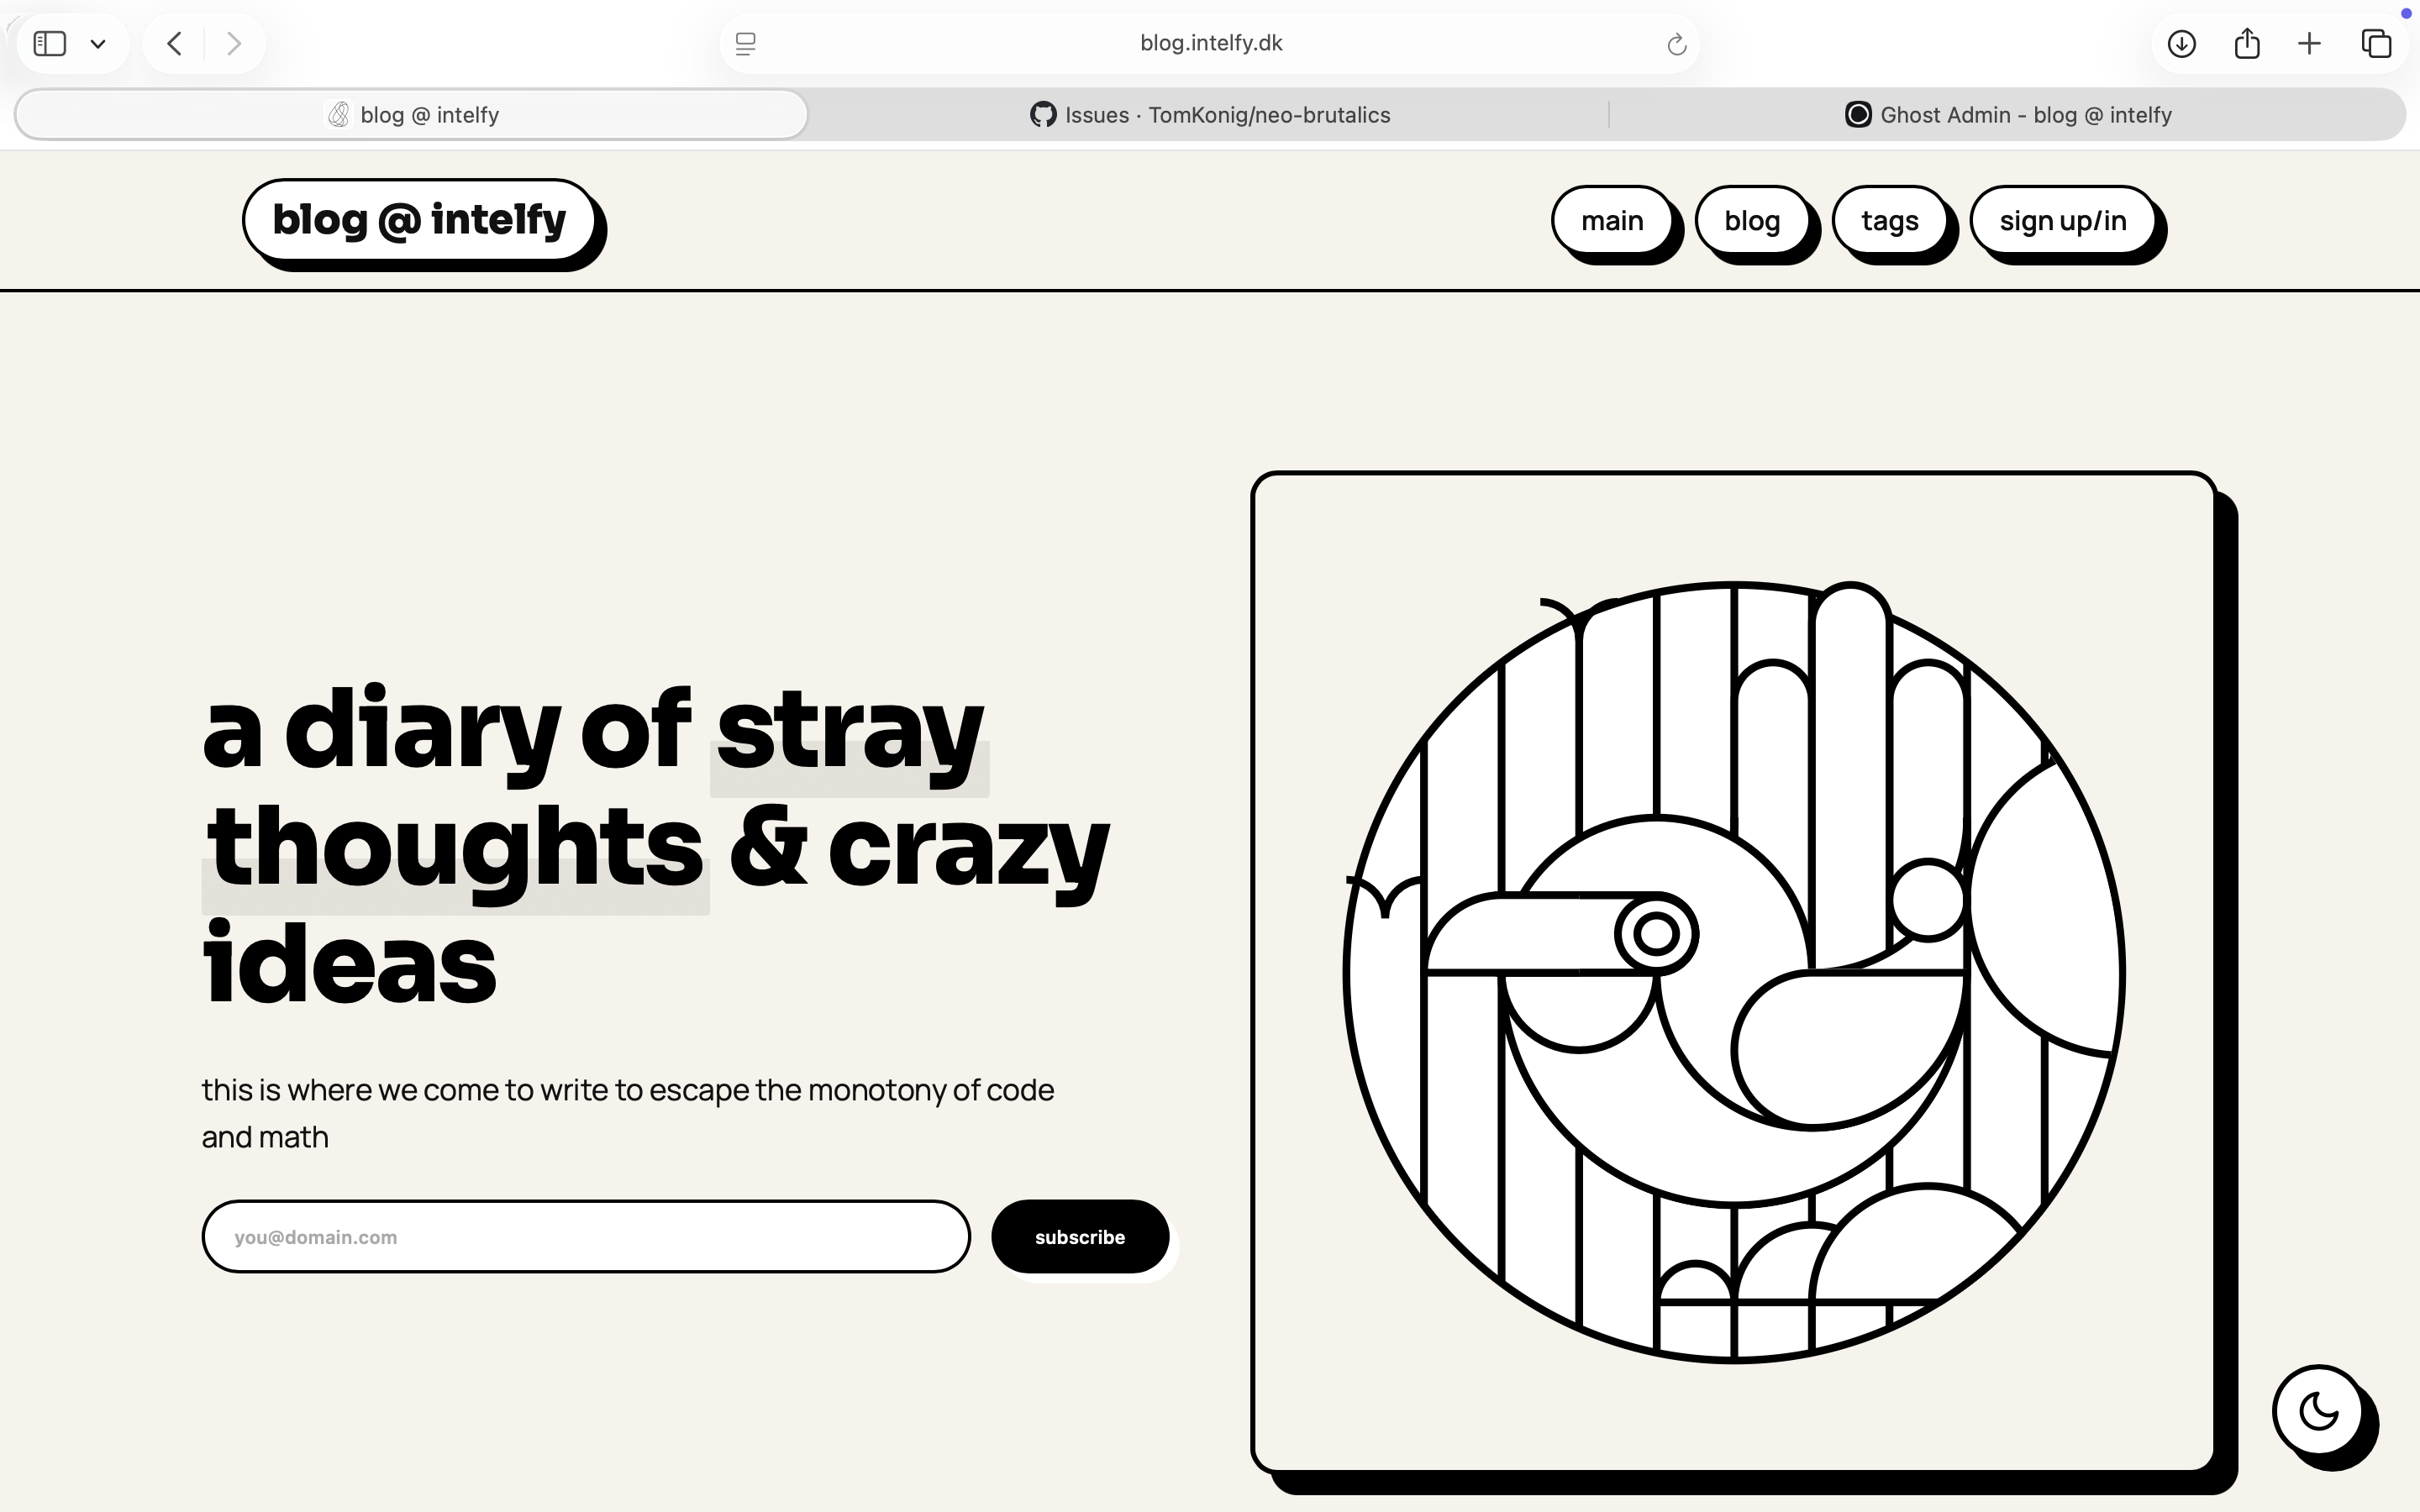 blog.intelfy.dk
blog @ intelfy
Issues · TomKonig/neo-brutalics
Ghost Admin - blog @ intelfy
blog @ intelfy
main
blog
tags
sign up/in
a diary of stray
thoughts & crazy
ideas
this is where we come to write to escape the monotony of code
and math
you@domain.com
subscribe